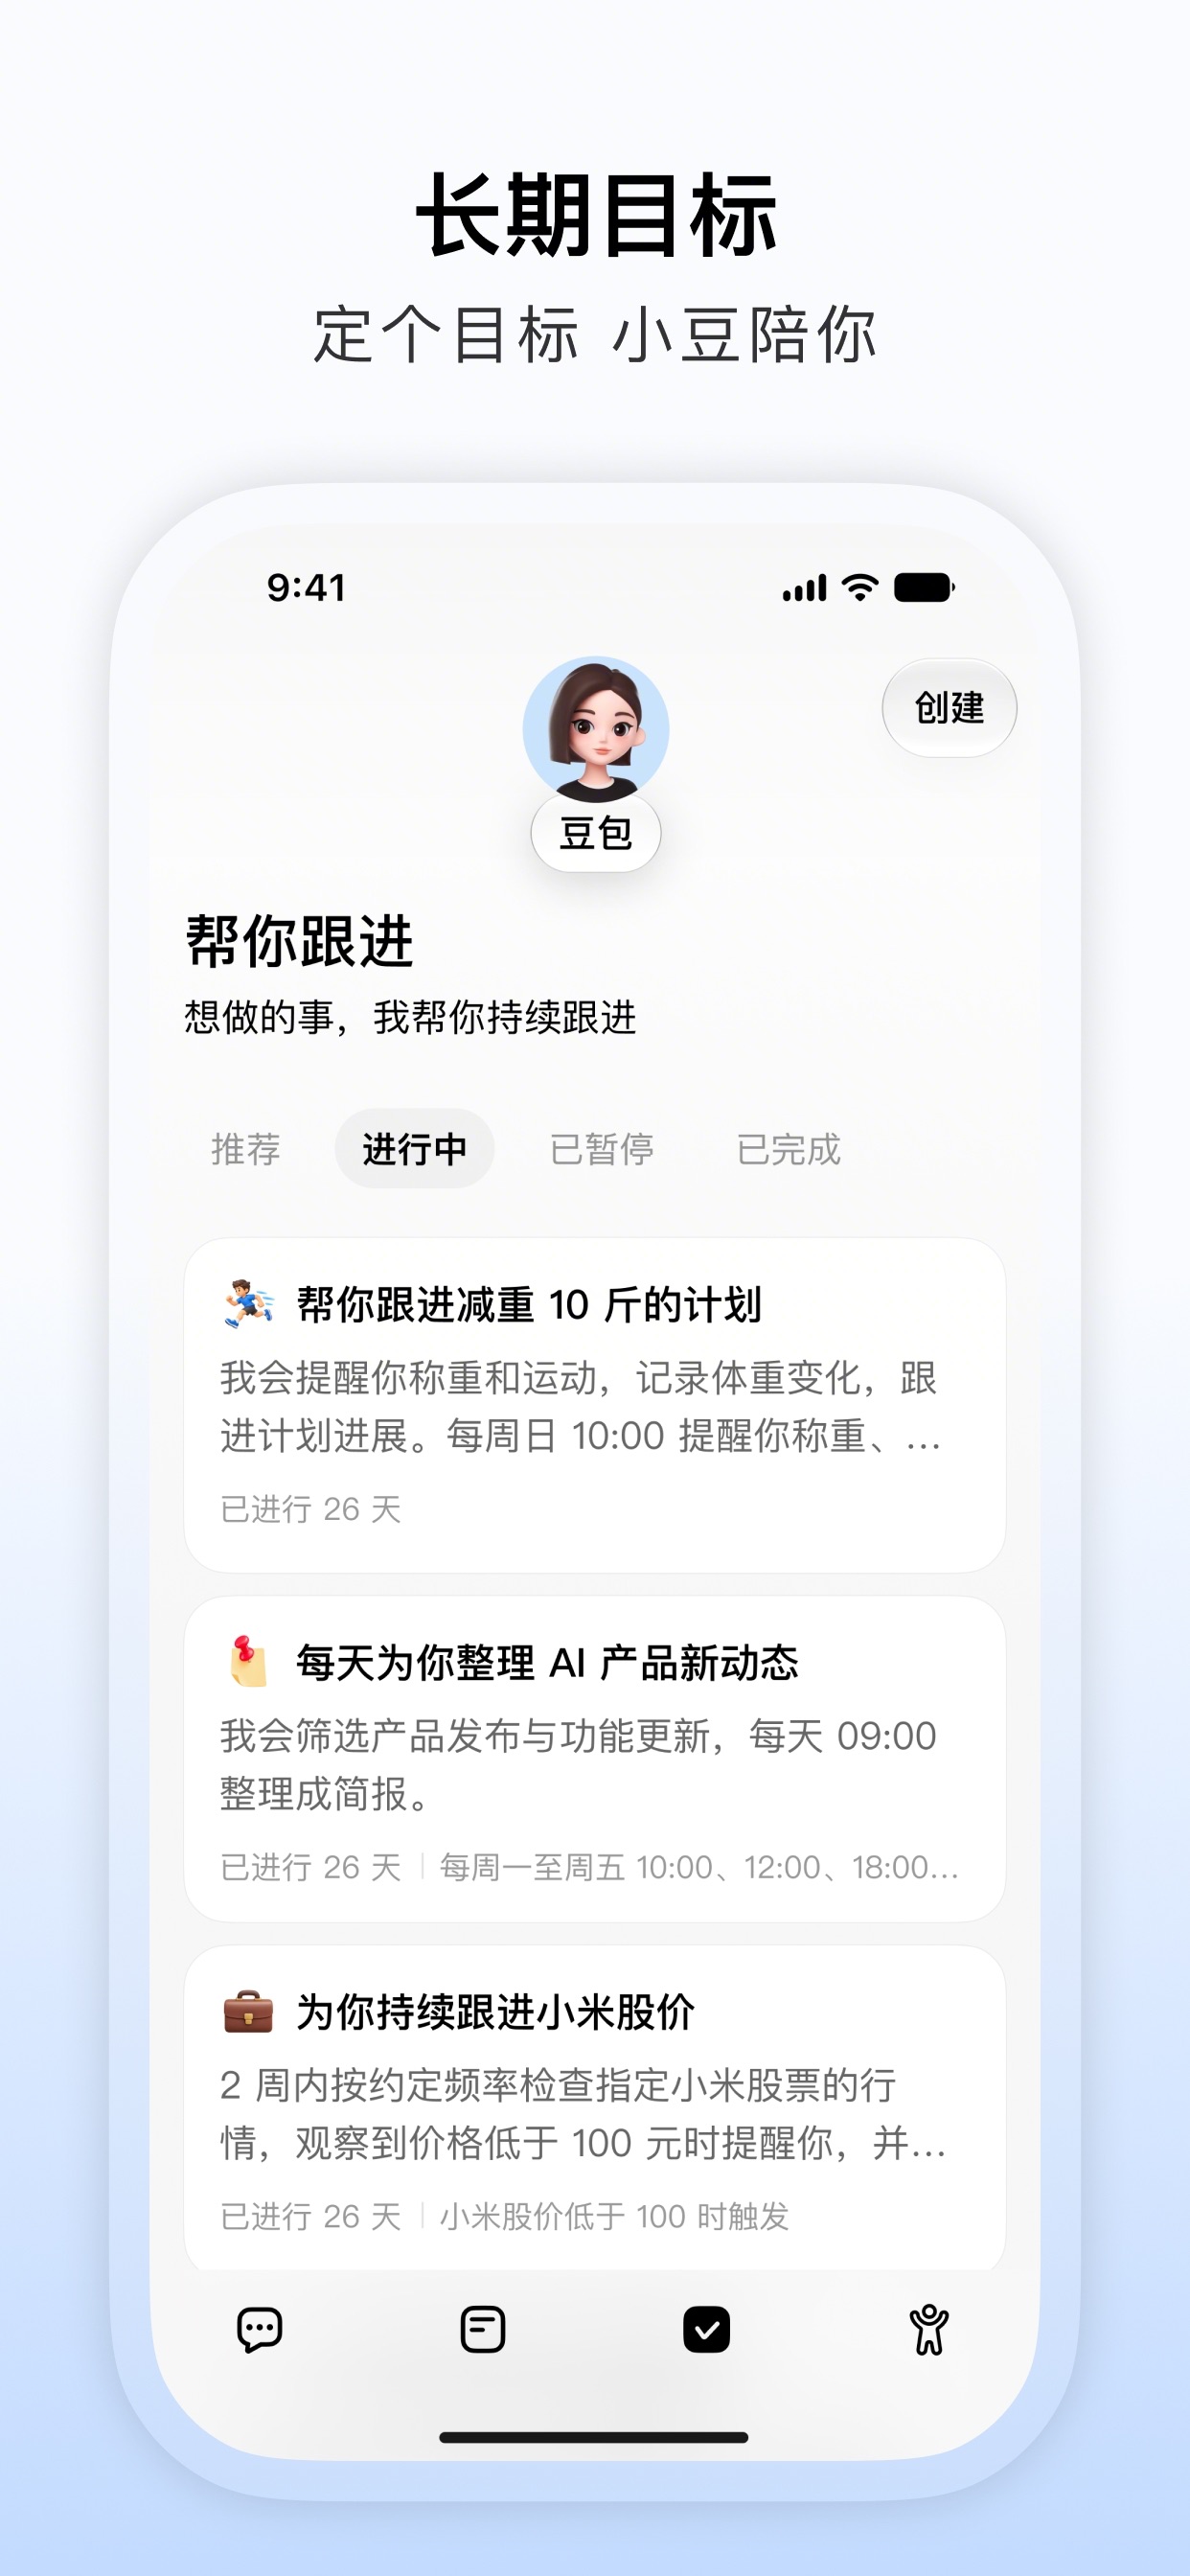 长期目标
定个目标 小豆陪你
9:41
创建
豆包
帮你跟进
想做的事，我帮你持续跟进
推荐 进行中 已暂停 已完成
帮你跟进减重 10 斤的计划
我会提醒你称重和运动，记录体重变化，跟
进计划进展。每周日 10:00 提醒你称重、...
已进行 26 天
每天为你整理 AI 产品新动态
我会筛选产品发布与功能更新，每天 09:00
整理成简报。
已进行 26 天 | 每周一至周五 10:00、12:00、18:00...
为你持续跟进小米股价
2 周内按约定频率检查指定小米股票的行
情，观察到价格低于 100 元时提醒你，并...
已进行 26 天 | 小米股价低于 100 时触发